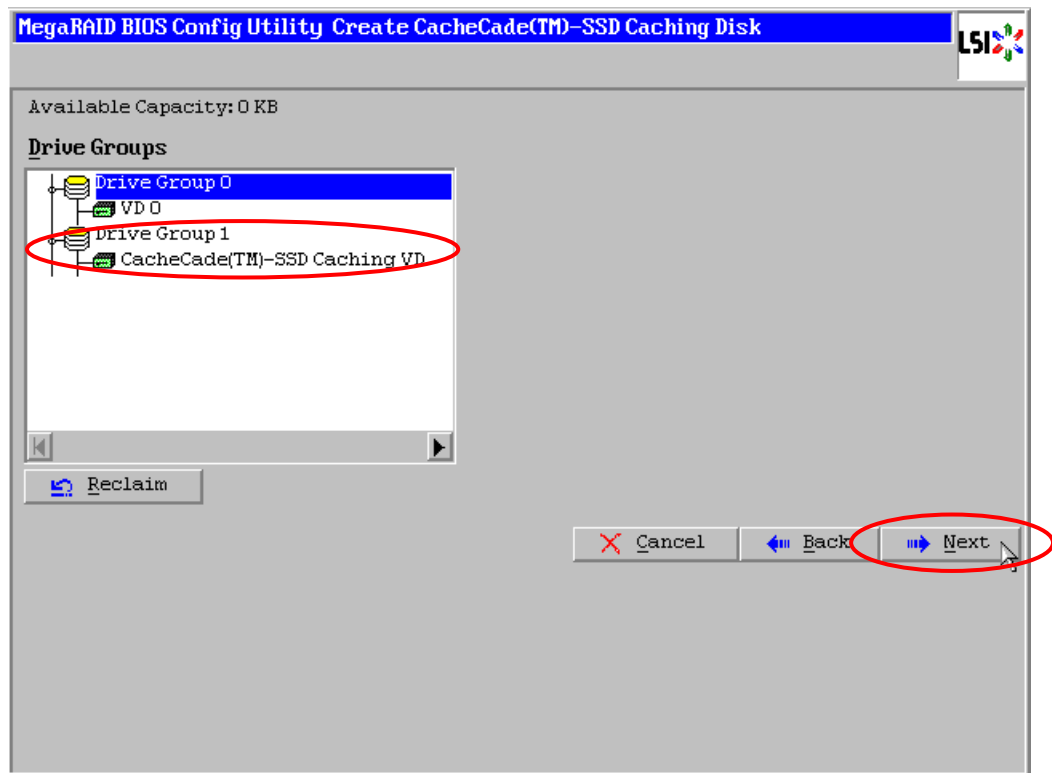 MegaRAID BIOS Config Utility Create CacheCade(TM)-SSD Caching Disk
LSI
Available Capacity: 0 KB
Drive Groups
Drive Group 0
VD 0
Drive Group 1
CacheCade(TM)-SSD Caching VD
Reclaim
Cancel
Back
Next